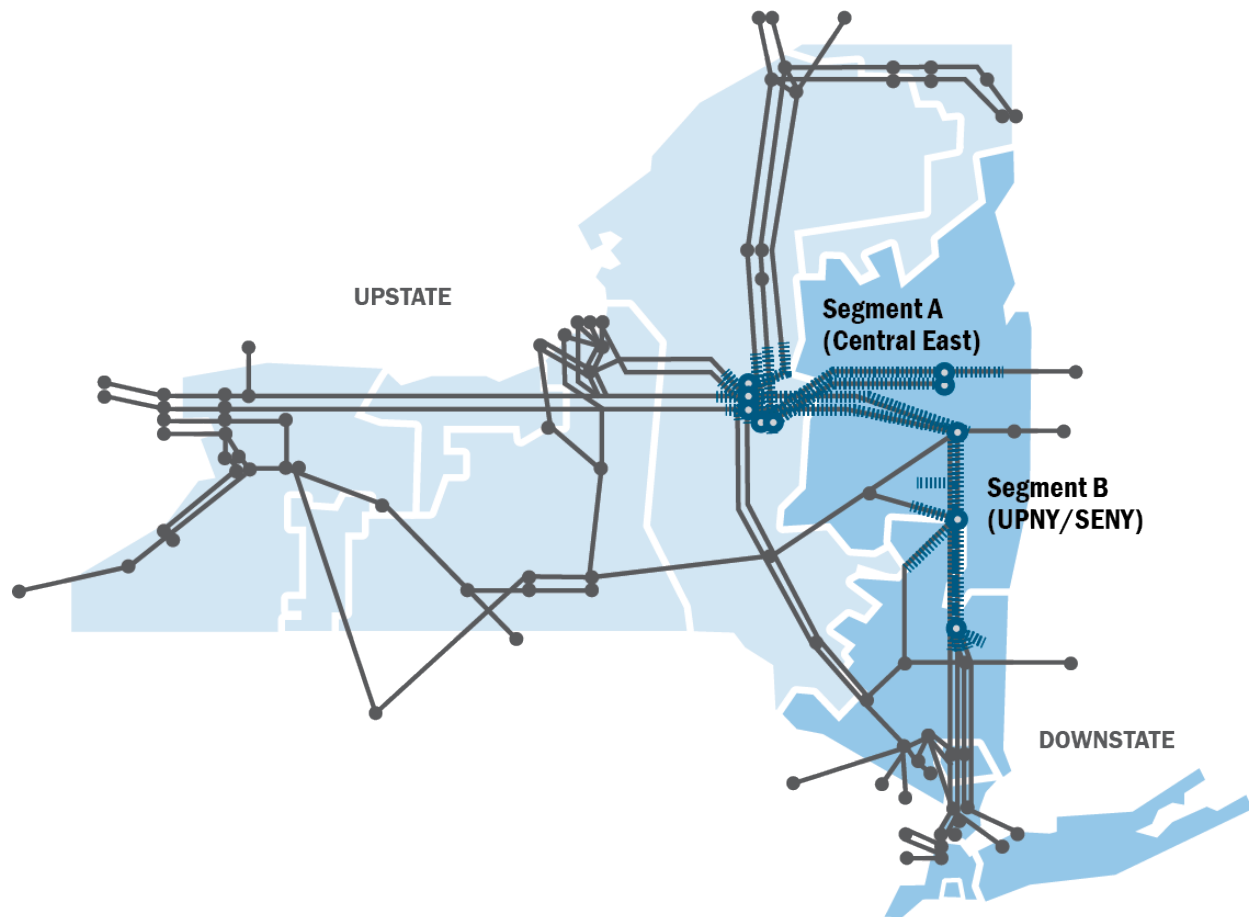 UPSTATE
Segment A
(Central East)
Segment B
(UPNY/SENY)
DOWNSTATE